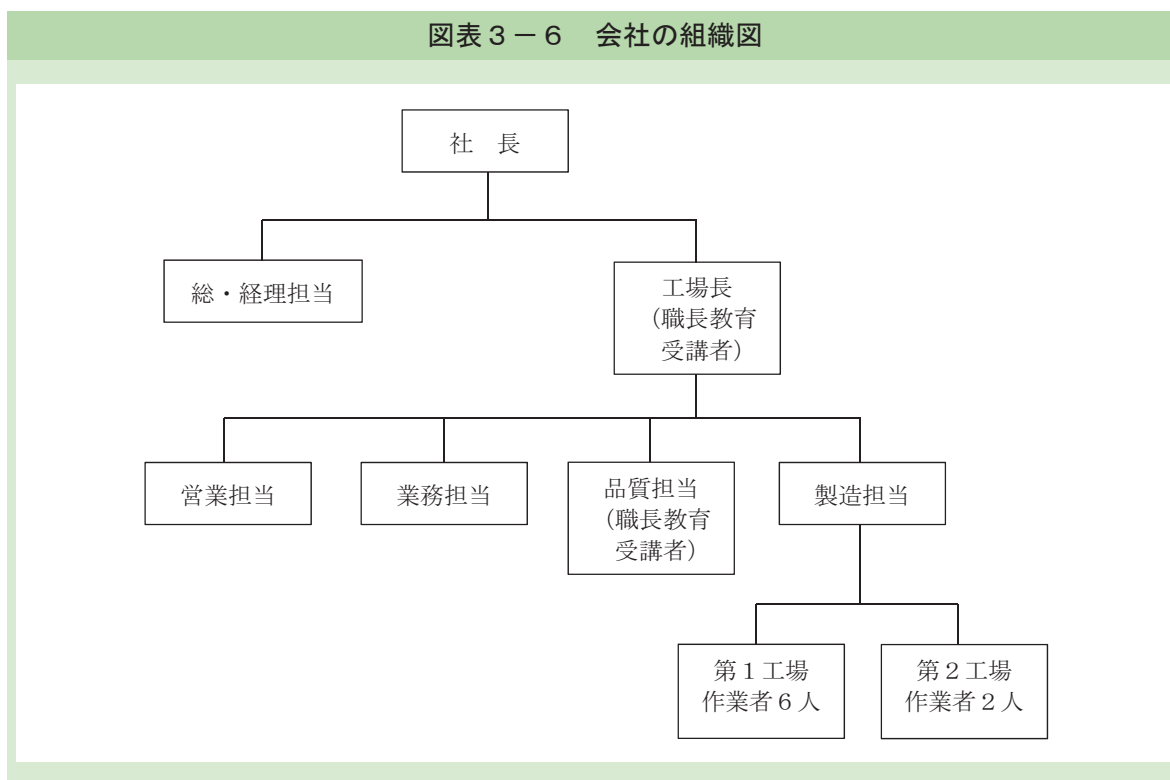 図表3－6　会社の組織図
社　長
総・経理担当
工場長
（職長教育
受講者）
営業担当
業務担当
品質担当
（職長教育
受講者）
製造担当
第１工場
作業者６人
第２工場
作業者２人